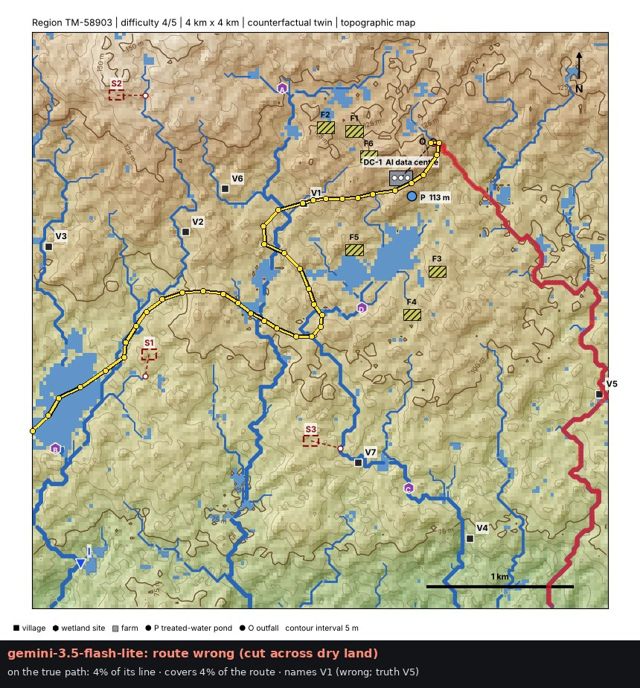 Region TM-58903 | difficulty 4/5 | 4 km x 4 km | counterfactual twin | topographic map
S2
A
F2
F1
F6
O
N
DC-1 AI data centre
V6
V1
P 113 m
V3
V2
F5
F3
D
F4
S1
V5
S3
B
V7
C
V4
I
1 km
village
wetland site
farm
P treated-water pond
O outfall
contour interval 5 m
gemini-3.5-flash-lite: route wrong (cut across dry land)
on the true path: 4% of its line · covers 4% of the route · names V1 (wrong; truth V5)